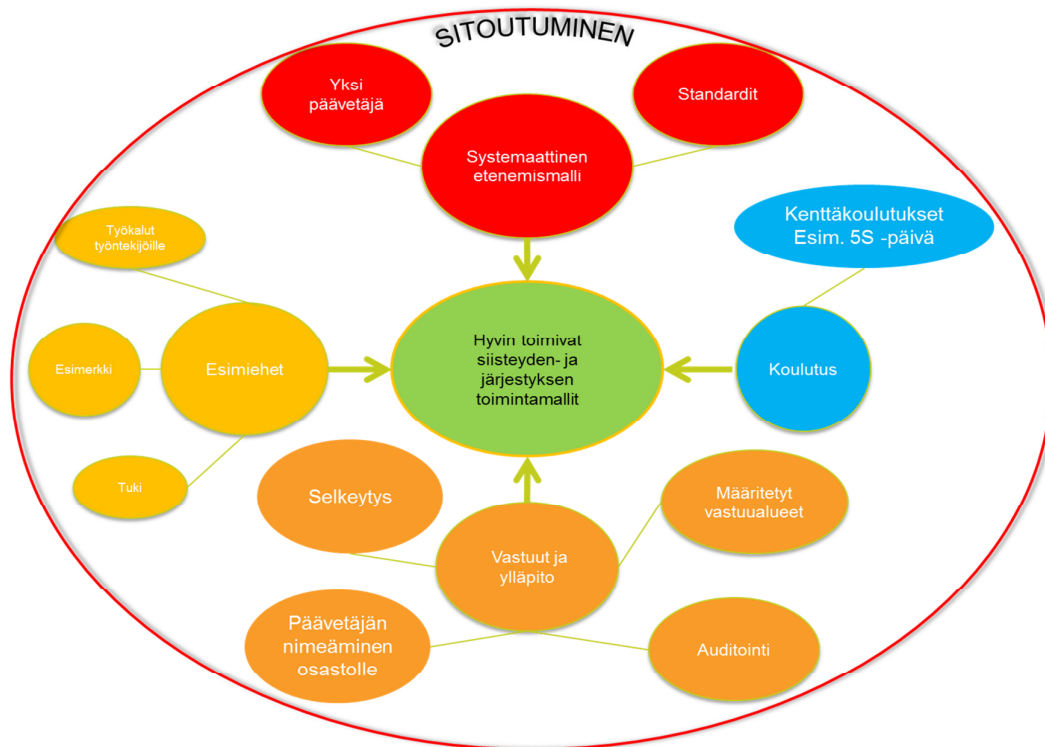 SITOUTUMINEN
Yksi
päävetäjä
Standardit
Systemaattinen
etenemismalli
Työkalut
työntekijöille
Kenttäkoulutukset
Esim. 5S -päivä
Esimerkki
Esimiehet
Hyvin toimivat
siisteyden- ja
järjestyksen
toimintamallit
Koulutus
Tuki
Selkeytys
Määritetyt
vastuualueet
Vastuut ja
ylläpito
Päävetäjän
nimeäminen
osastolle
Auditointi